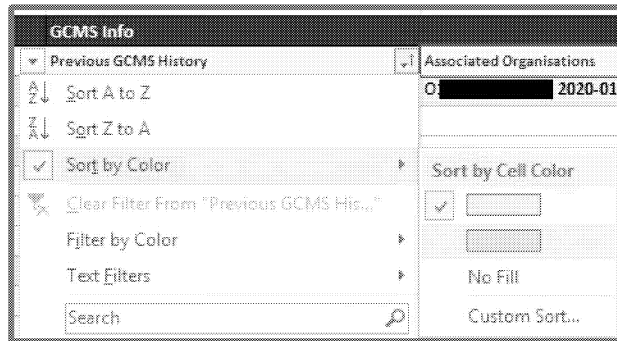 GCMS Info
Previous GCMS History
Associated Organisations
Sort A to Z
2020-01
Sort Z to A
Sort by Color
Sort by Cell Color
Clear Filter From "Previous GCMS His..."
Filter by Color
Text Filters
No Fill
Search
Custom Sort...